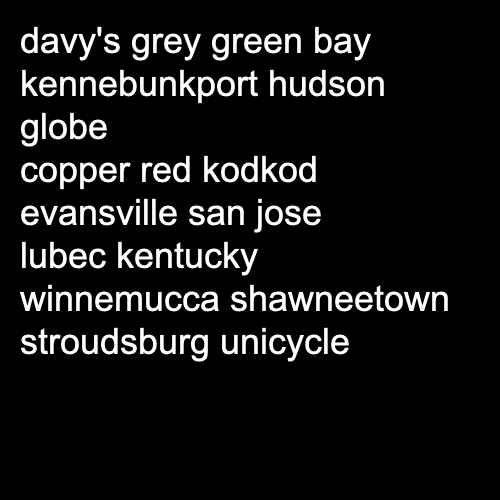 davy's grey green bay
kennebunkport hudson
globe
copper red kodkod
evansville san jose
lubec kentucky
winnemucca shawneetown
stroudsburg unicycle